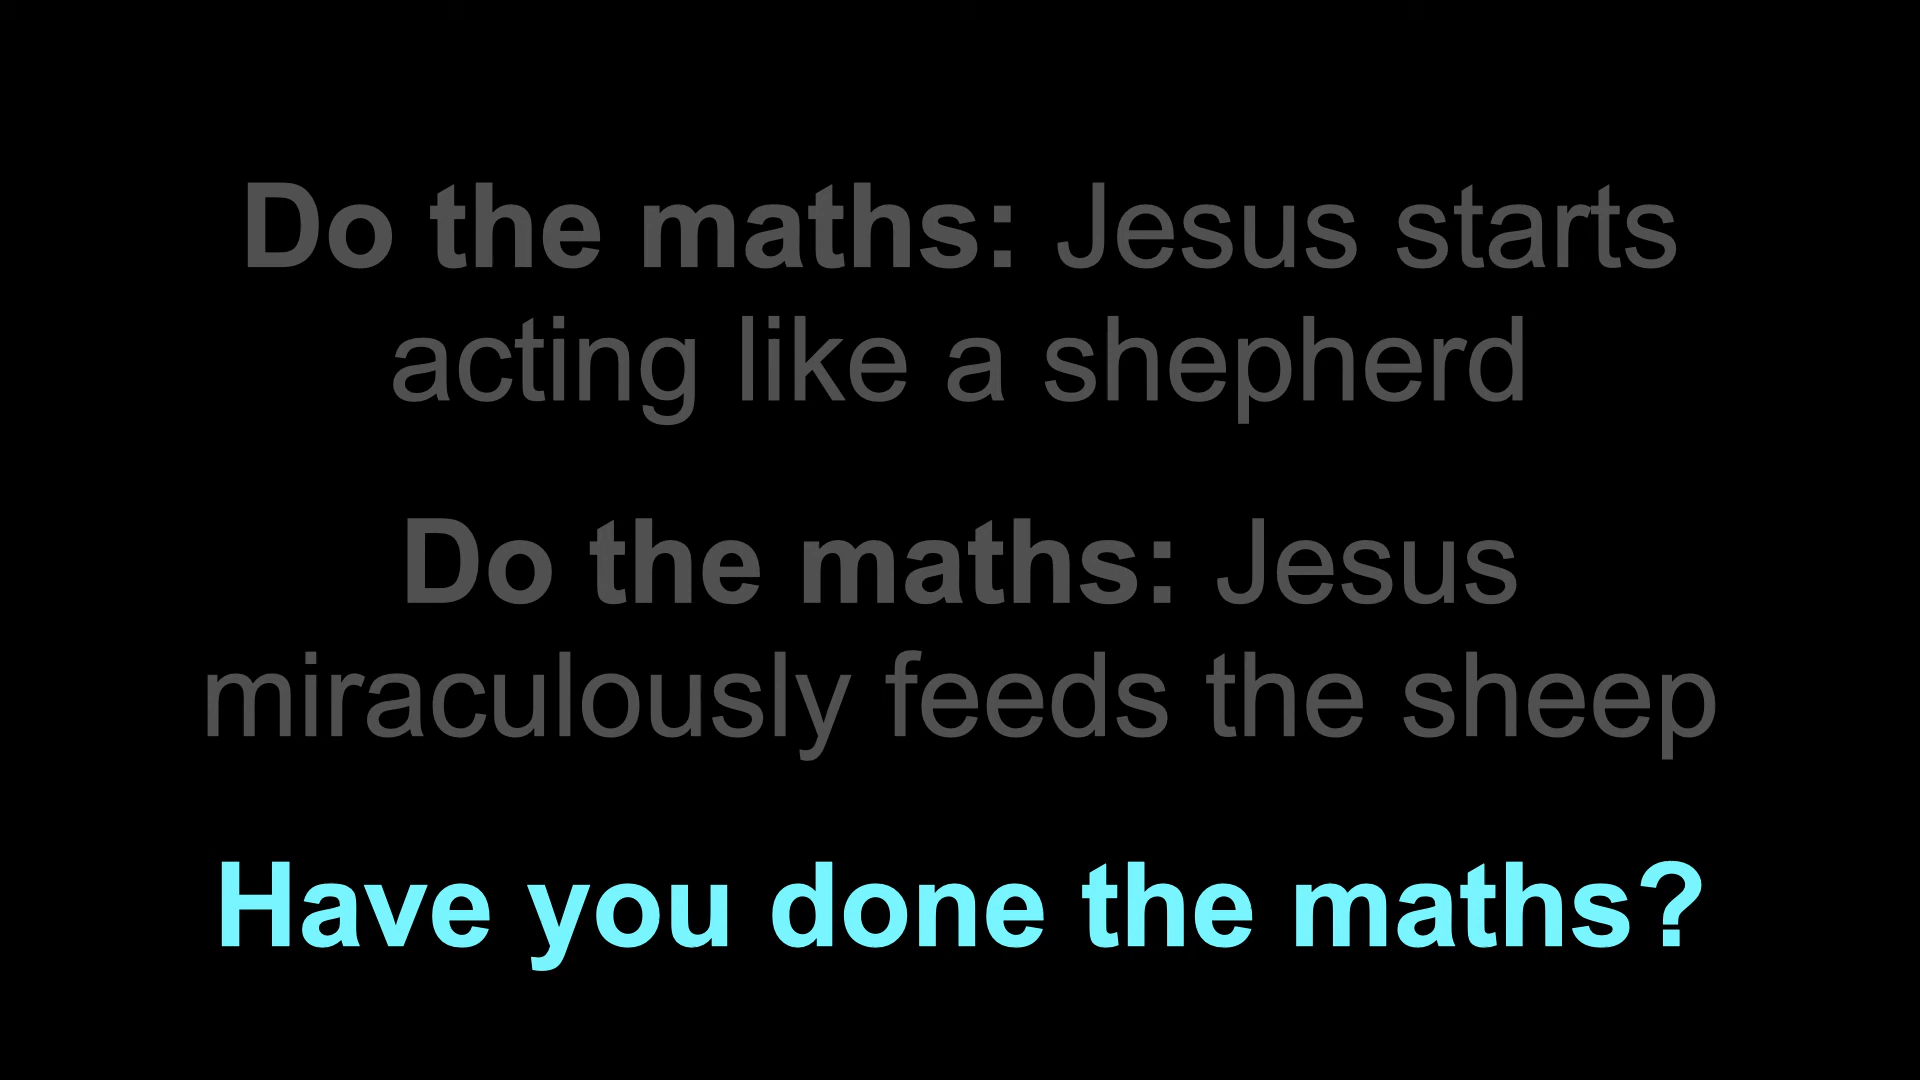 Do the maths: Jesus starts
acting like a shepherd
Do the maths: Jesus
miraculously feeds the sheep
Have you done the maths?